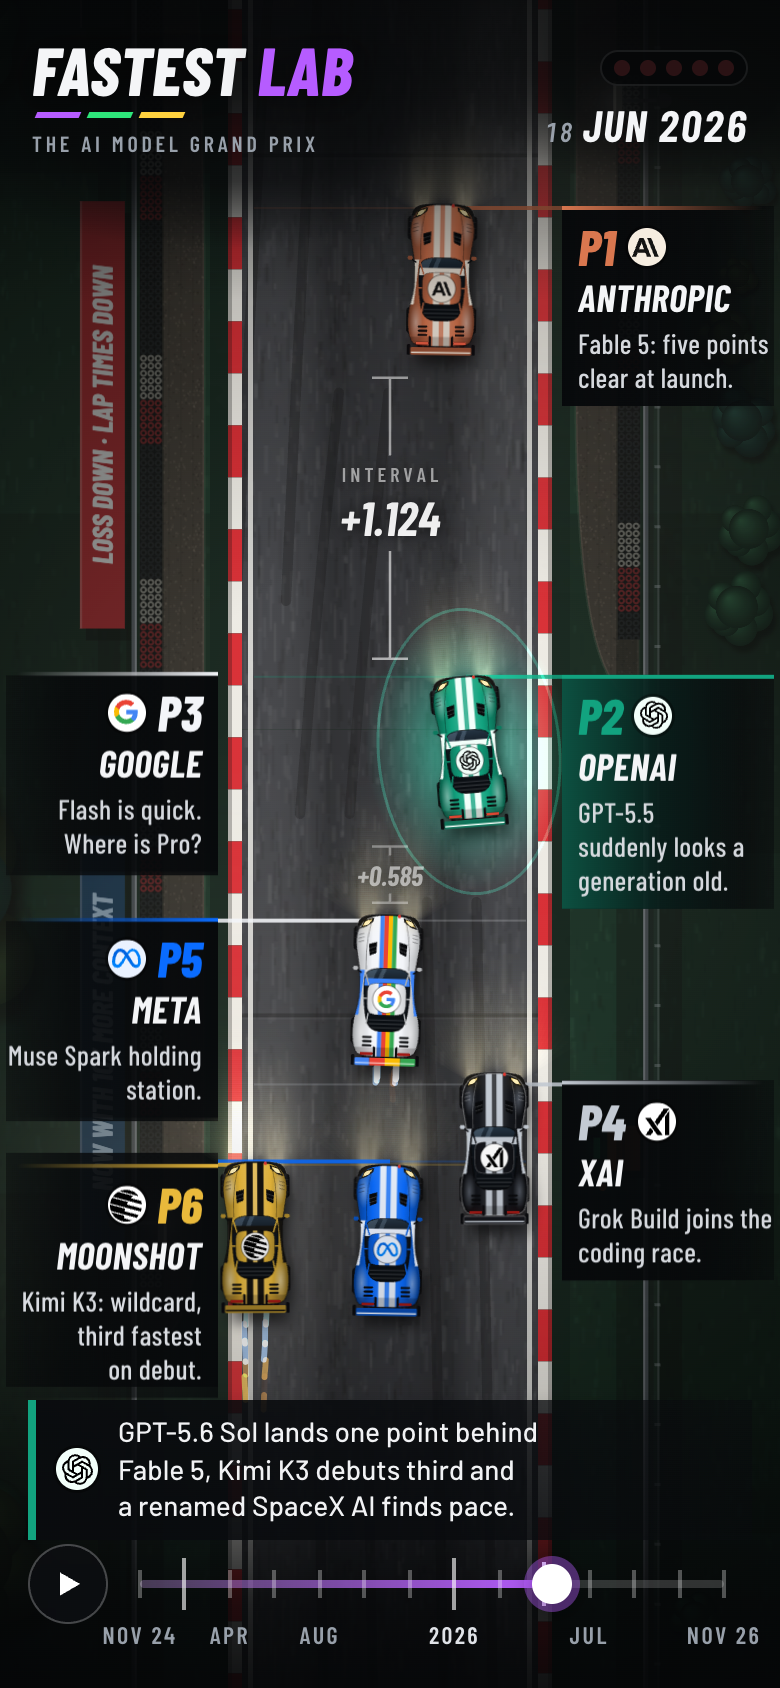 FASTEST LAB
THE AI MODEL GRAND PRIX
18 JUN 2026
LOSS DOWN · LAP TIMES DOWN
P1
ANTHROPIC
Fable 5: five points
clear at launch.
INTERVAL
+1.124
P3
GOOGLE
Flash is quick.
Where is Pro?
P2
OPENAI
GPT-5.5
suddenly looks a
generation old.
+0.585
P5
META
Muse Spark holding
station.
P4
XAI
Grok Build joins the
coding race.
P6
MOONSHOT
Kimi K3: wildcard,
third fastest
on debut.
GPT-5.6 Sol lands one point behind
Fable 5, Kimi K3 debuts third and
a renamed SpaceX AI finds pace.
NOV 24 APR AUG 2026 JUL NOV 26